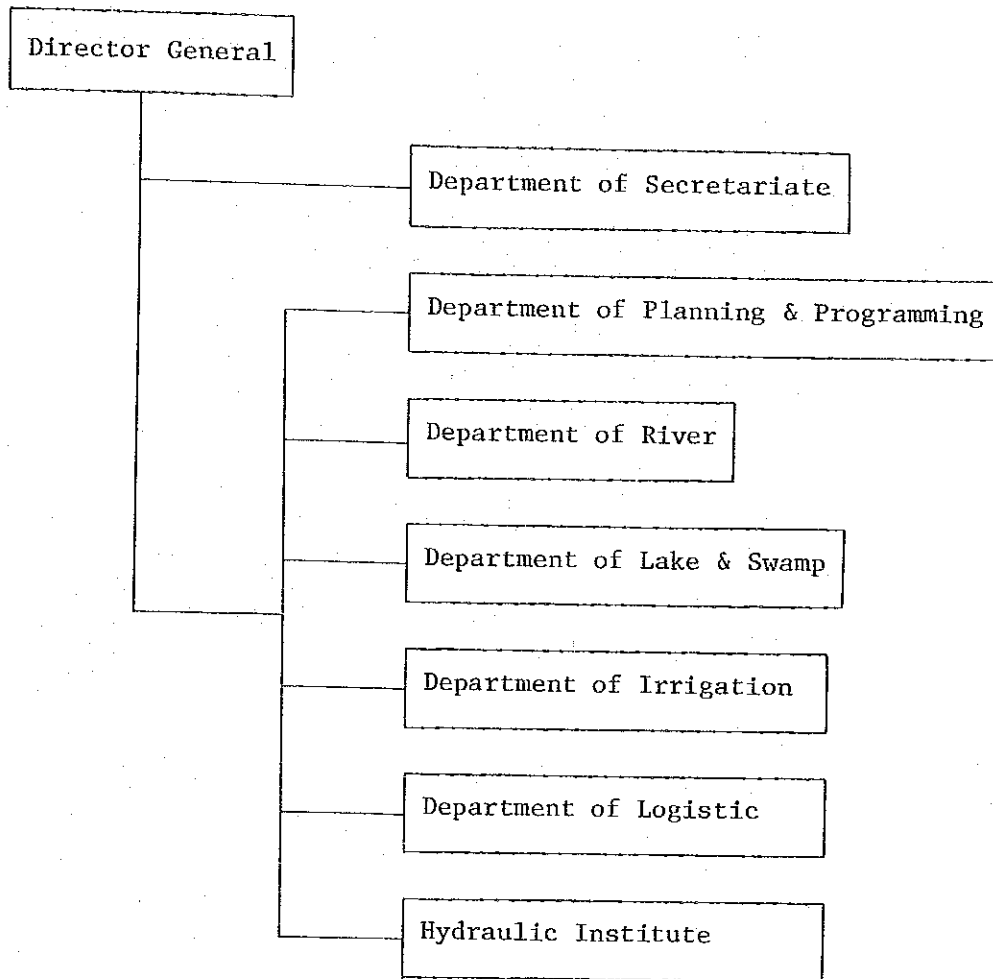 Director General
Department of Secretariate
Department of Planning & Programming
Department of River
Department of Lake & Swamp
Department of Irrigation
Department of Logistic
Hydraulic Institute